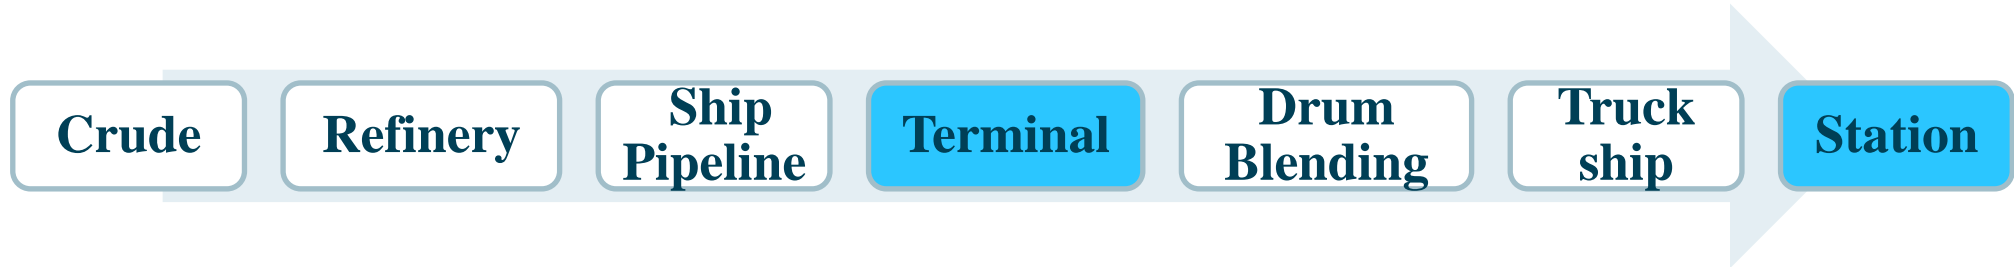 Crude
Refinery
Ship
Pipeline
Terminal
Drum
Blending
Truck
ship
Station